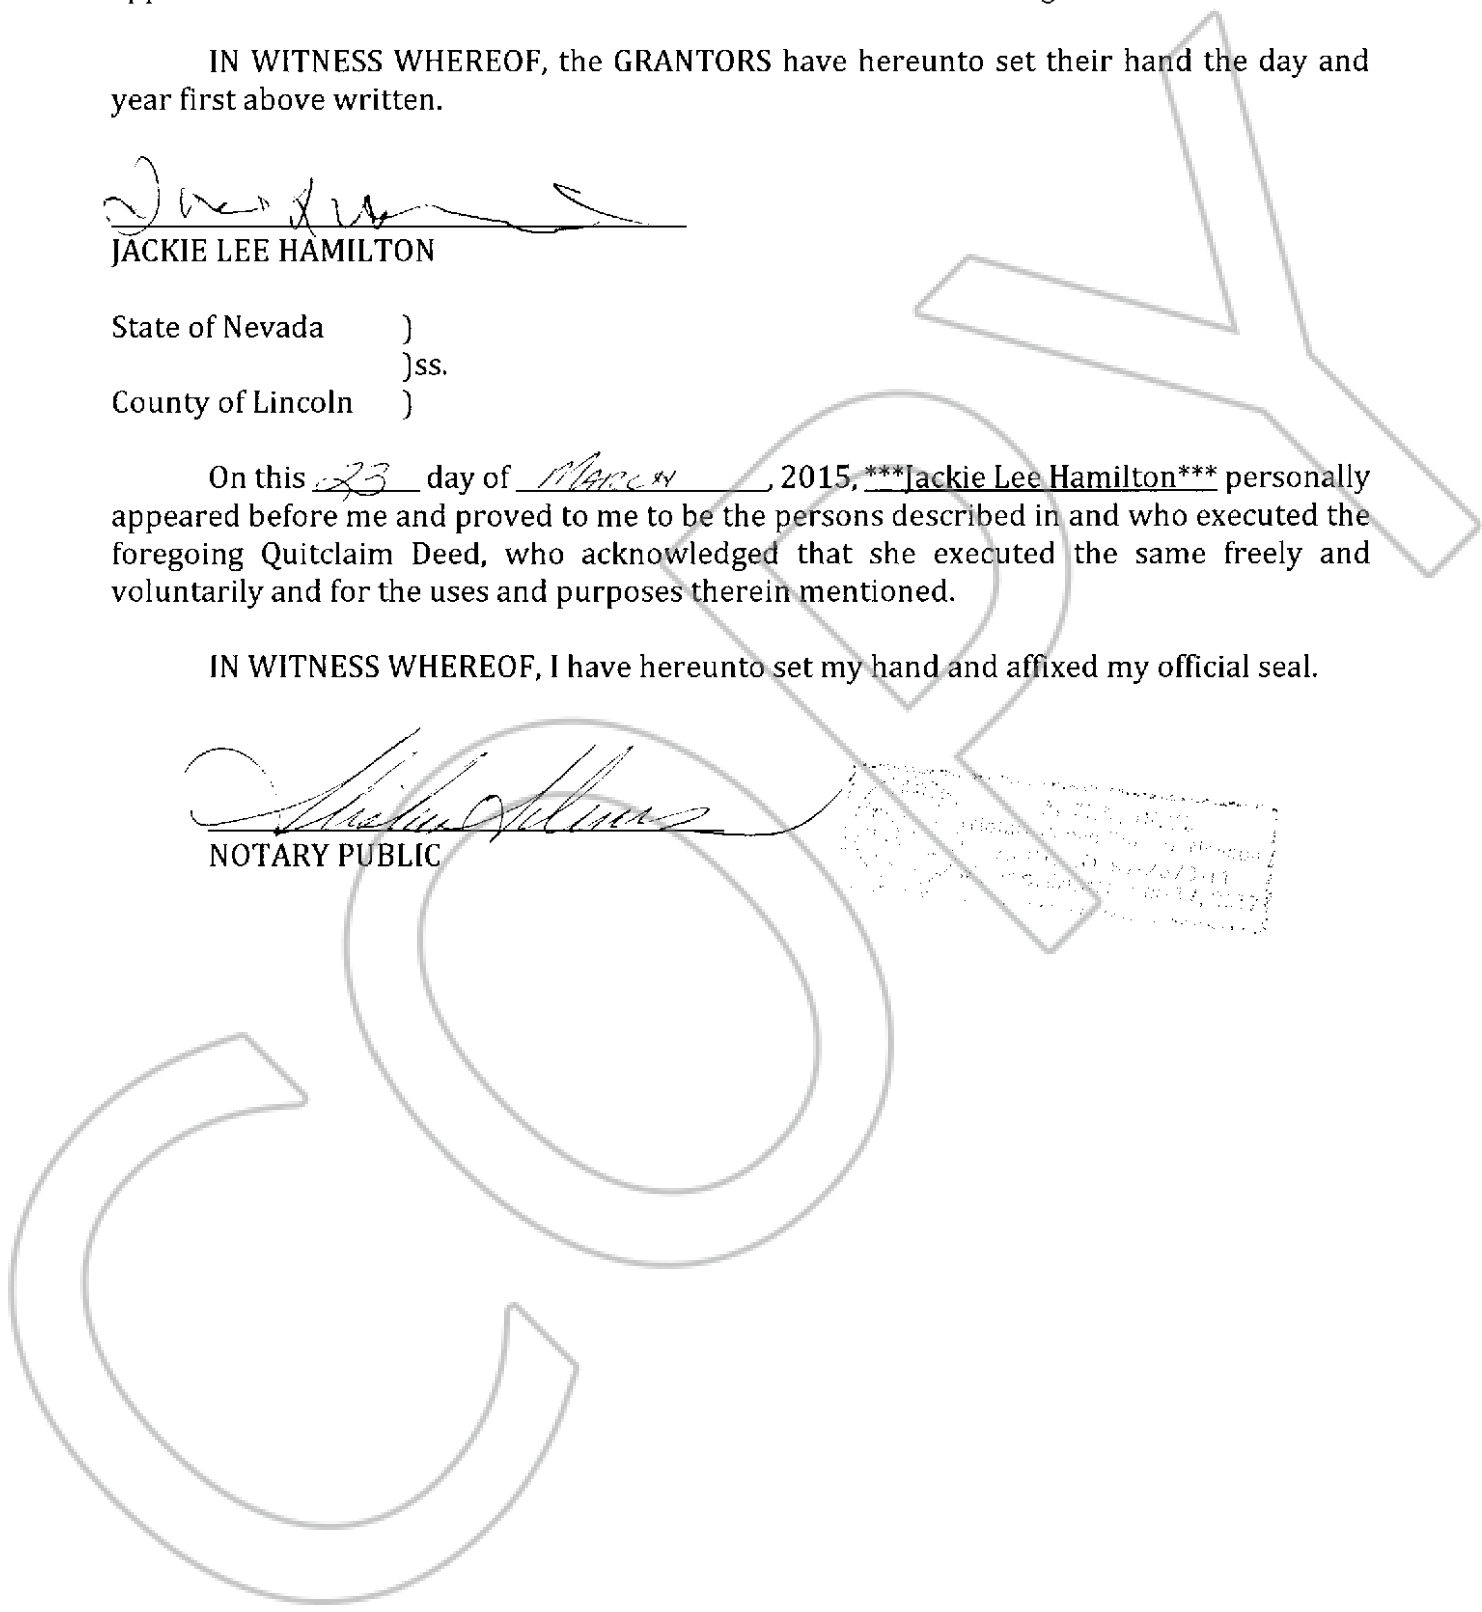 IN WITNESS WHEREOF, the GRANTORS have hereunto set their hand the day and
year first above written.
JACKIE LEE HAMILTON
State of Nevada )
)ss.
County of Lincoln )
On this 23 day of March, 2015, ***Jackie Lee Hamilton*** personally
appeared before me and proved to me to be the persons described in and who executed the
foregoing Quitclaim Deed, who acknowledged that she executed the same freely and
voluntarily and for the uses and purposes therein mentioned.
IN WITNESS WHEREOF, I have hereunto set my hand and affixed my official seal.
NOTARY PUBLIC
COPY